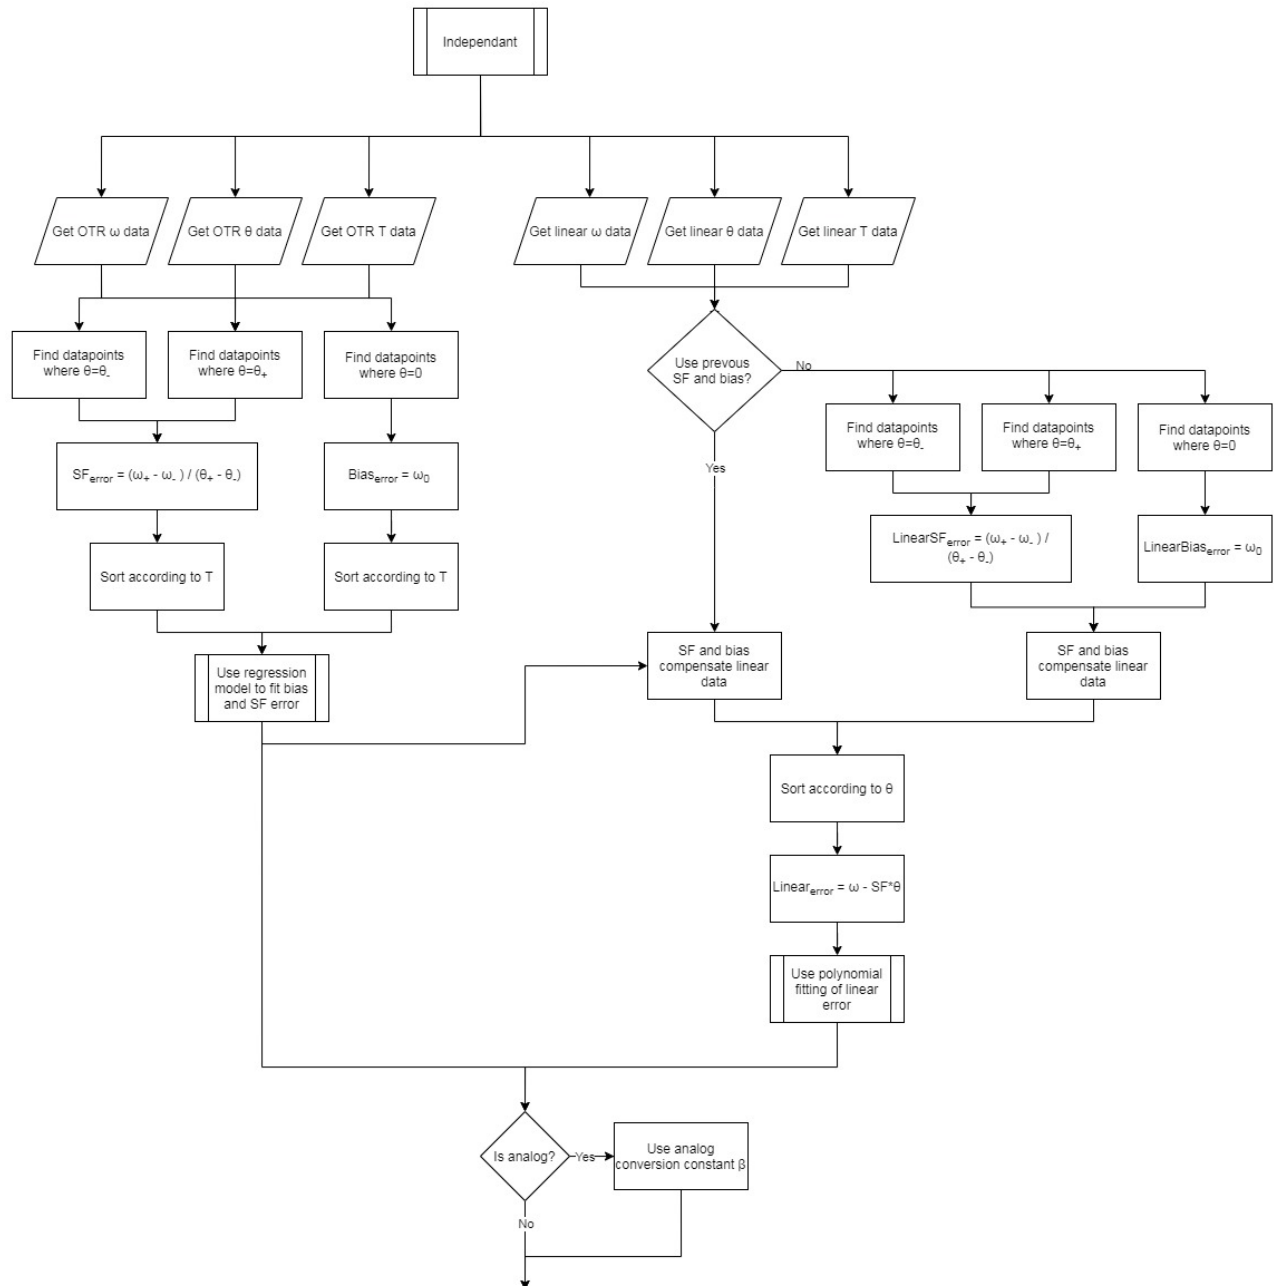 Independant
Get OTR ω data
Get OTR θ data
Get OTR T data
Get linear ω data
Get linear θ data
Get linear T data
Find datapoints
where θ=θ₋
Find datapoints
where θ=θ₊
Find datapoints
where θ=0
Use prevous
SF and bias?
No
Yes
Find datapoints
where θ=θ₋
Find datapoints
where θ=θ₊
Find datapoints
where θ=0
SFerror = (ω₊ - ω₋ ) / (θ₊ - θ₋)
Biaserror = ω₀
LinearSFerror = (ω₊ - ω₋ ) /
(θ₊ - θ₋)
LinearBiaserror = ω₀
Sort according to T
Sort according to T
Use regression
model to fit bias
and SF error
SF and bias
compensate linear
data
SF and bias
compensate linear
data
Sort according to θ
Linearerror = ω - SF*θ
Use polynomial
fitting of linear
error
Is analog?
Yes
Use analog
conversion constant β
No